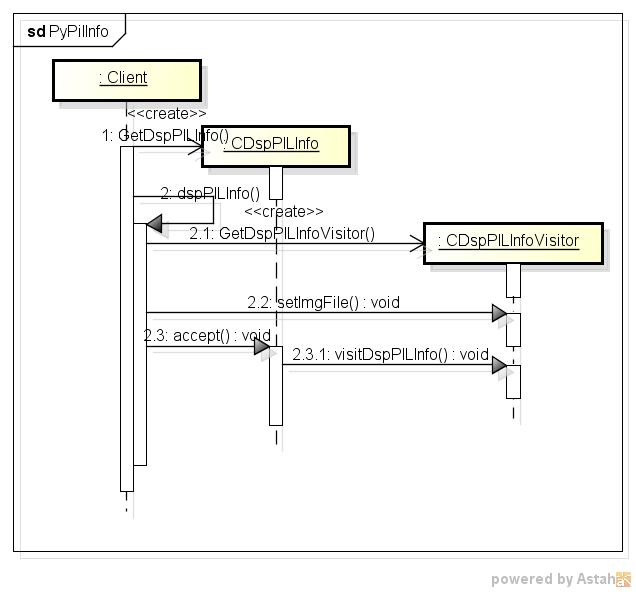 sd PyPilInfo
: Client
<<create>>
1: GetDspPILInfo()
: CDspPILInfo
2: dspPILInfo()
<<create>>
2.1: GetDspPILInfoVisitor()
: CDspPILInfoVisitor
2.2: setImgFile() : void
2.3: accept() : void
2.3.1: visitDspPILInfo() : void
powered by Astah